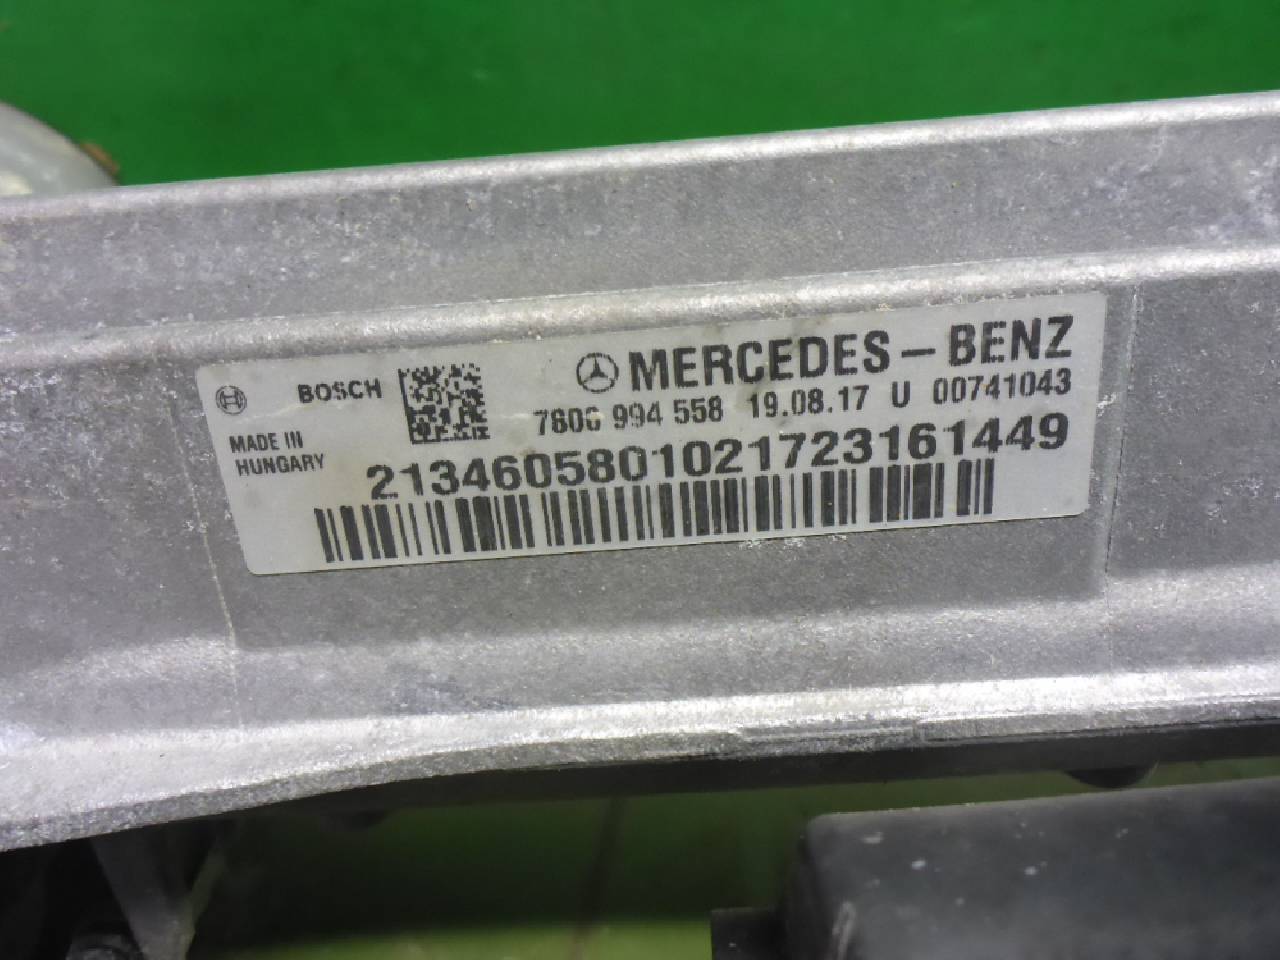 BOSCH
MADE IN
HUNGARY
MERCEDES-BENZ
7806 994 558 19.08.17 U 00741043
2134605801021723161449